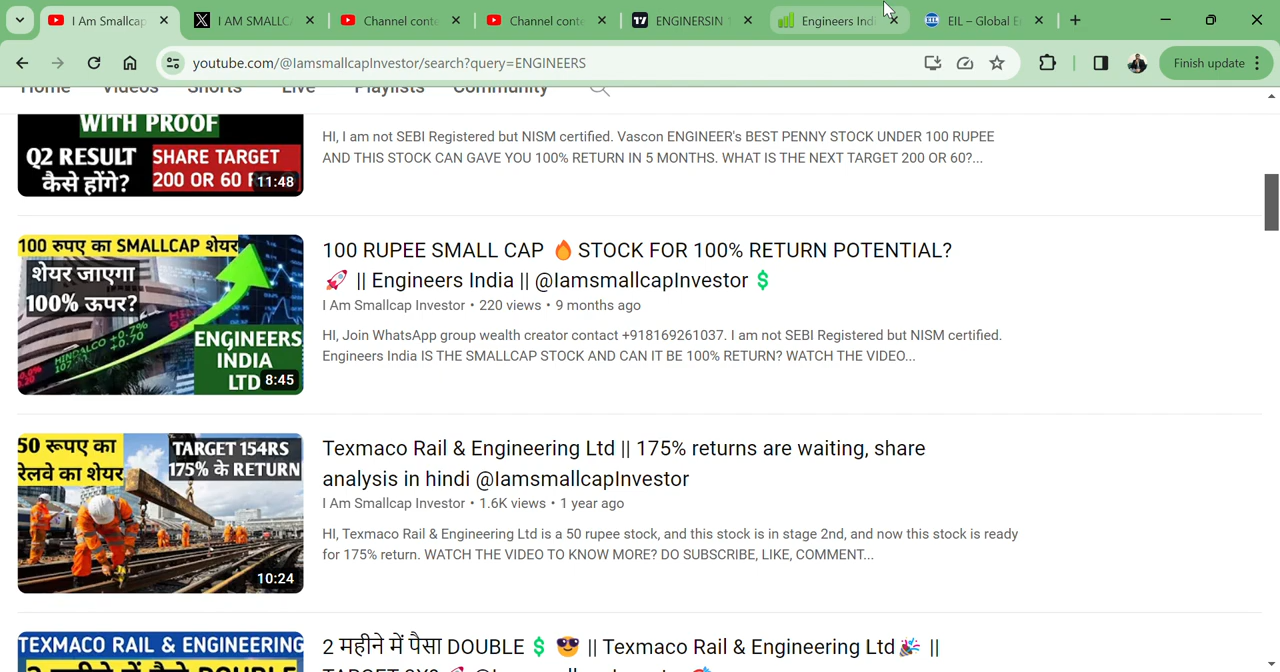 I Am Smallcap
I AM SMALLC
Channel conte
Channel conte
ENGINERSIN
Engineers Indi
EIL – Global E
youtube.com/@IamsmallcapInvestor/search?query=ENGINEERS
Finish update
Home Videos Shorts Live Playlists Community
WITH PROOF
Q2 RESULT
कैसे होंगे?
SHARE TARGET
200 OR 60
11:48
HI, I am not SEBI Registered but NISM certified. Vascon ENGINEER's BEST PENNY STOCK UNDER 100 RUPEE
AND THIS STOCK CAN GAVE YOU 100% RETURN IN 5 MONTHS. WHAT IS THE NEXT TARGET 200 OR 60?...
100 रुपए का SMALLCAP शेयर
शेयर जाएगा
100% ऊपर?
HINDALCO +0.7%
+0.70
ENGINEERS
INDIA
LTD
8:45
100 RUPEE SMALL CAP 🔥 STOCK FOR 100% RETURN POTENTIAL?
🚀 || Engineers India || @IamsmallcapInvestor 💲
I Am Smallcap Investor • 220 views • 9 months ago
HI, Join WhatsApp group wealth creator contact +918169261037. I am not SEBI Registered but NISM certified.
Engineers India IS THE SMALLCAP STOCK AND CAN IT BE 100% RETURN? WATCH THE VIDEO...
50 रूपए का
रेलवे का शेयर
TARGET 154RS
175% के RETURN
10:24
Texmaco Rail & Engineering Ltd || 175% returns are waiting, share
analysis in hindi @IamsmallcapInvestor
I Am Smallcap Investor • 1.6K views • 1 year ago
HI, Texmaco Rail & Engineering Ltd is a 50 rupee stock, and this stock is in stage 2nd, and now this stock is ready
for 175% return. WATCH THE VIDEO TO KNOW MORE? DO SUBSCRIBE, LIKE, COMMENT...
TEXMACO RAIL & ENGINEERING
2 महीने में पैसे DOUBLE
2 महीने में पैसा DOUBLE 💲 😎 || Texmaco Rail & Engineering Ltd 🎉 ||